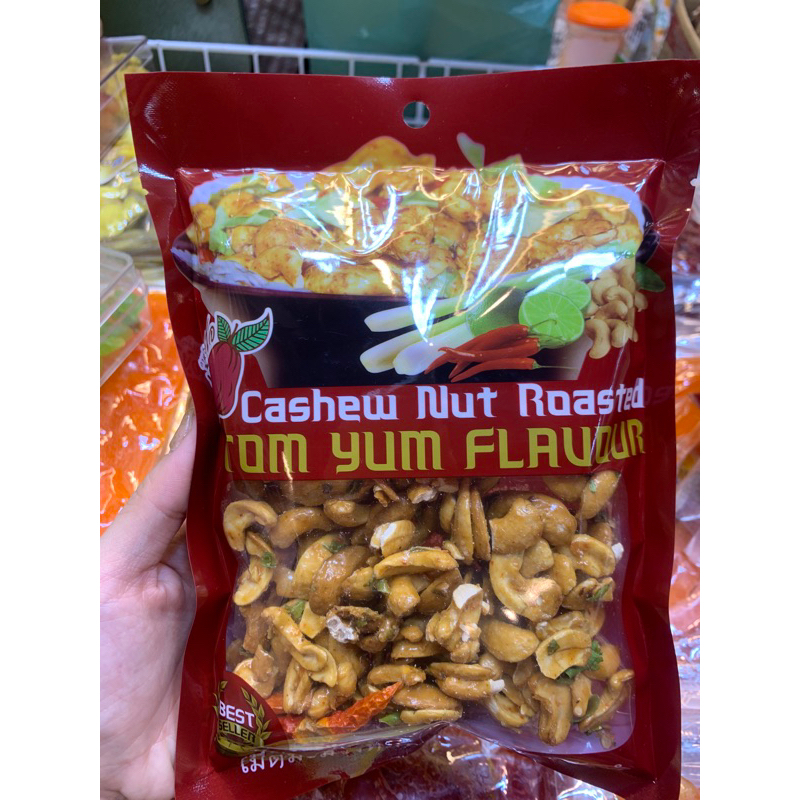 Cashew Nut Roasted
TOM YUM FLAVOUR
BEST
SELLER